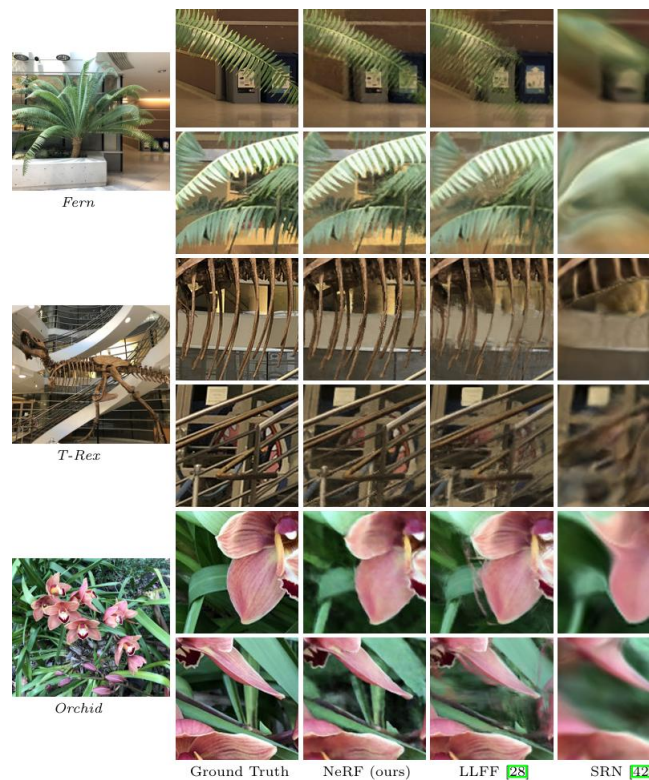 Fern
T-Rex
Orchid
Ground Truth NeRF (ours) LLFF [28] SRN [42